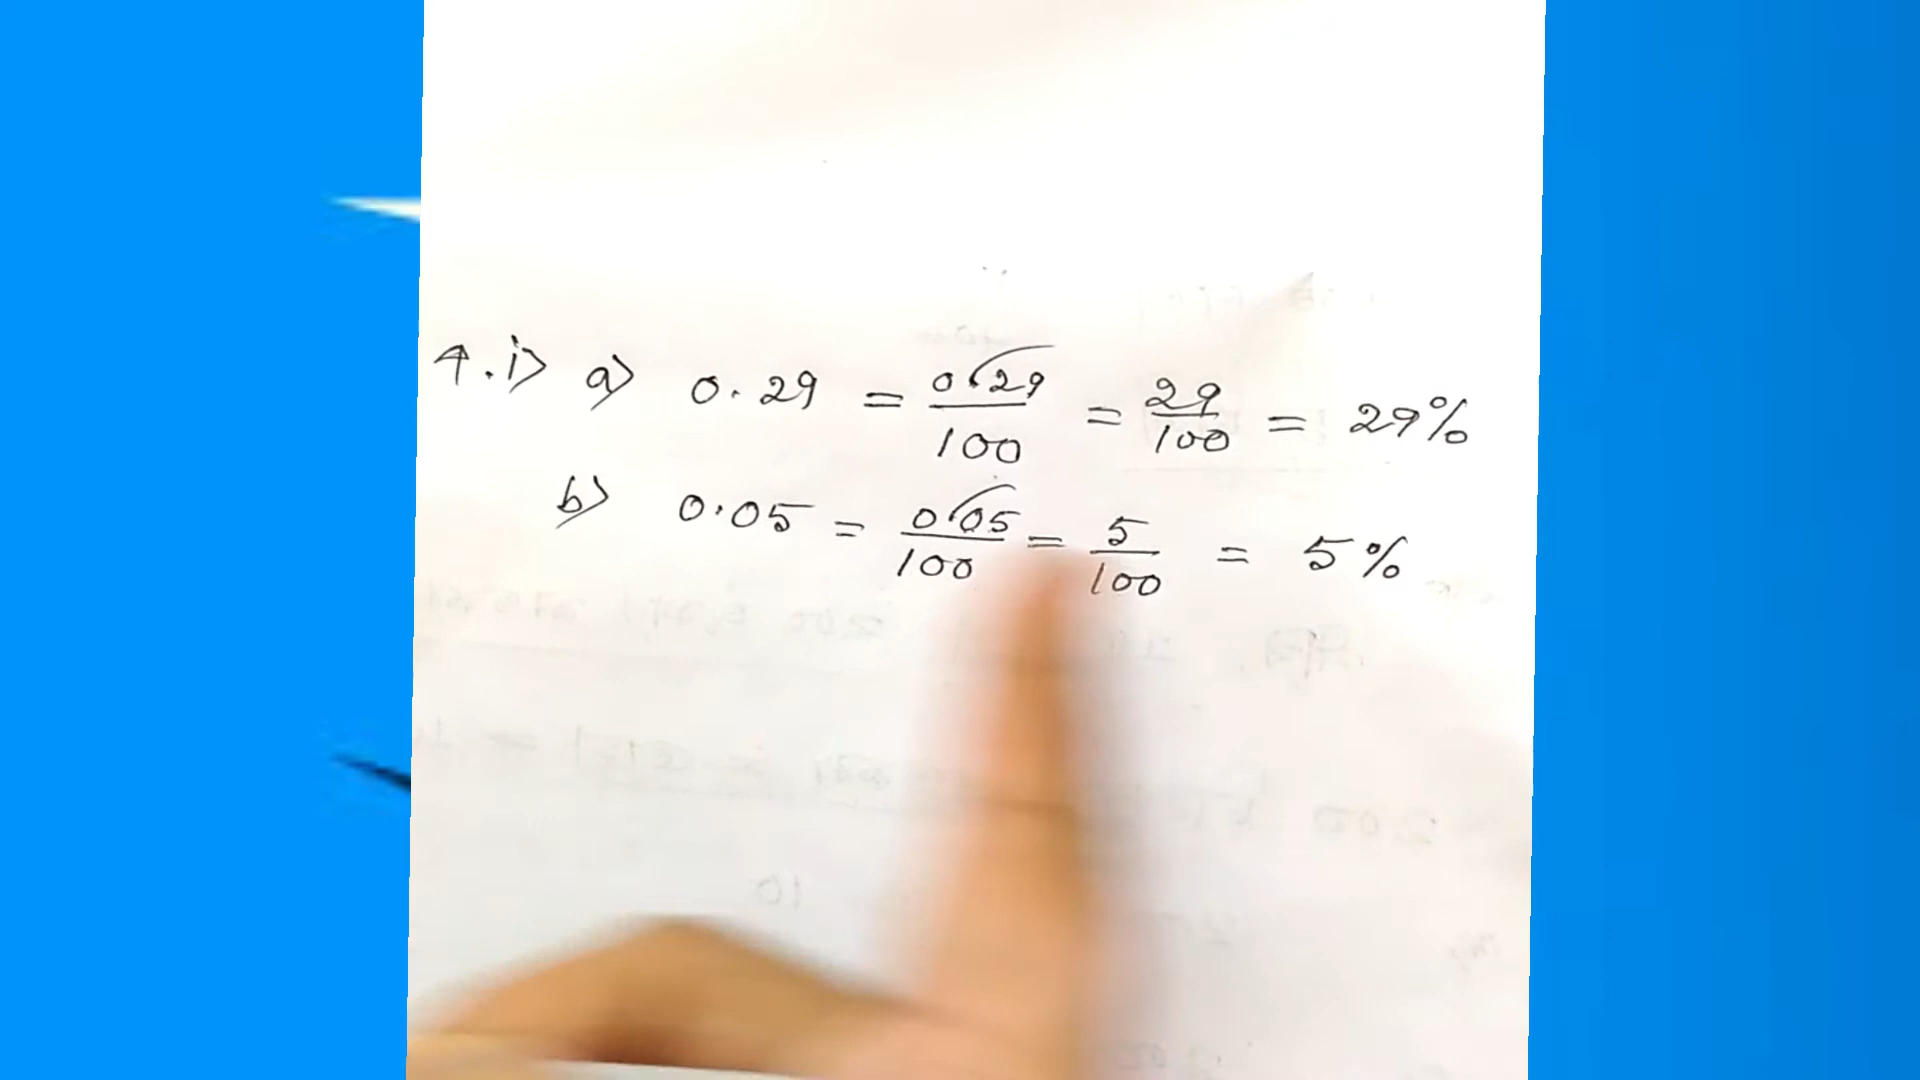 4.i) a) 0.29 = 0.29/100 = 29/100 = 29%
b) 0.05 = 0.05/100 = 5/100 = 5%